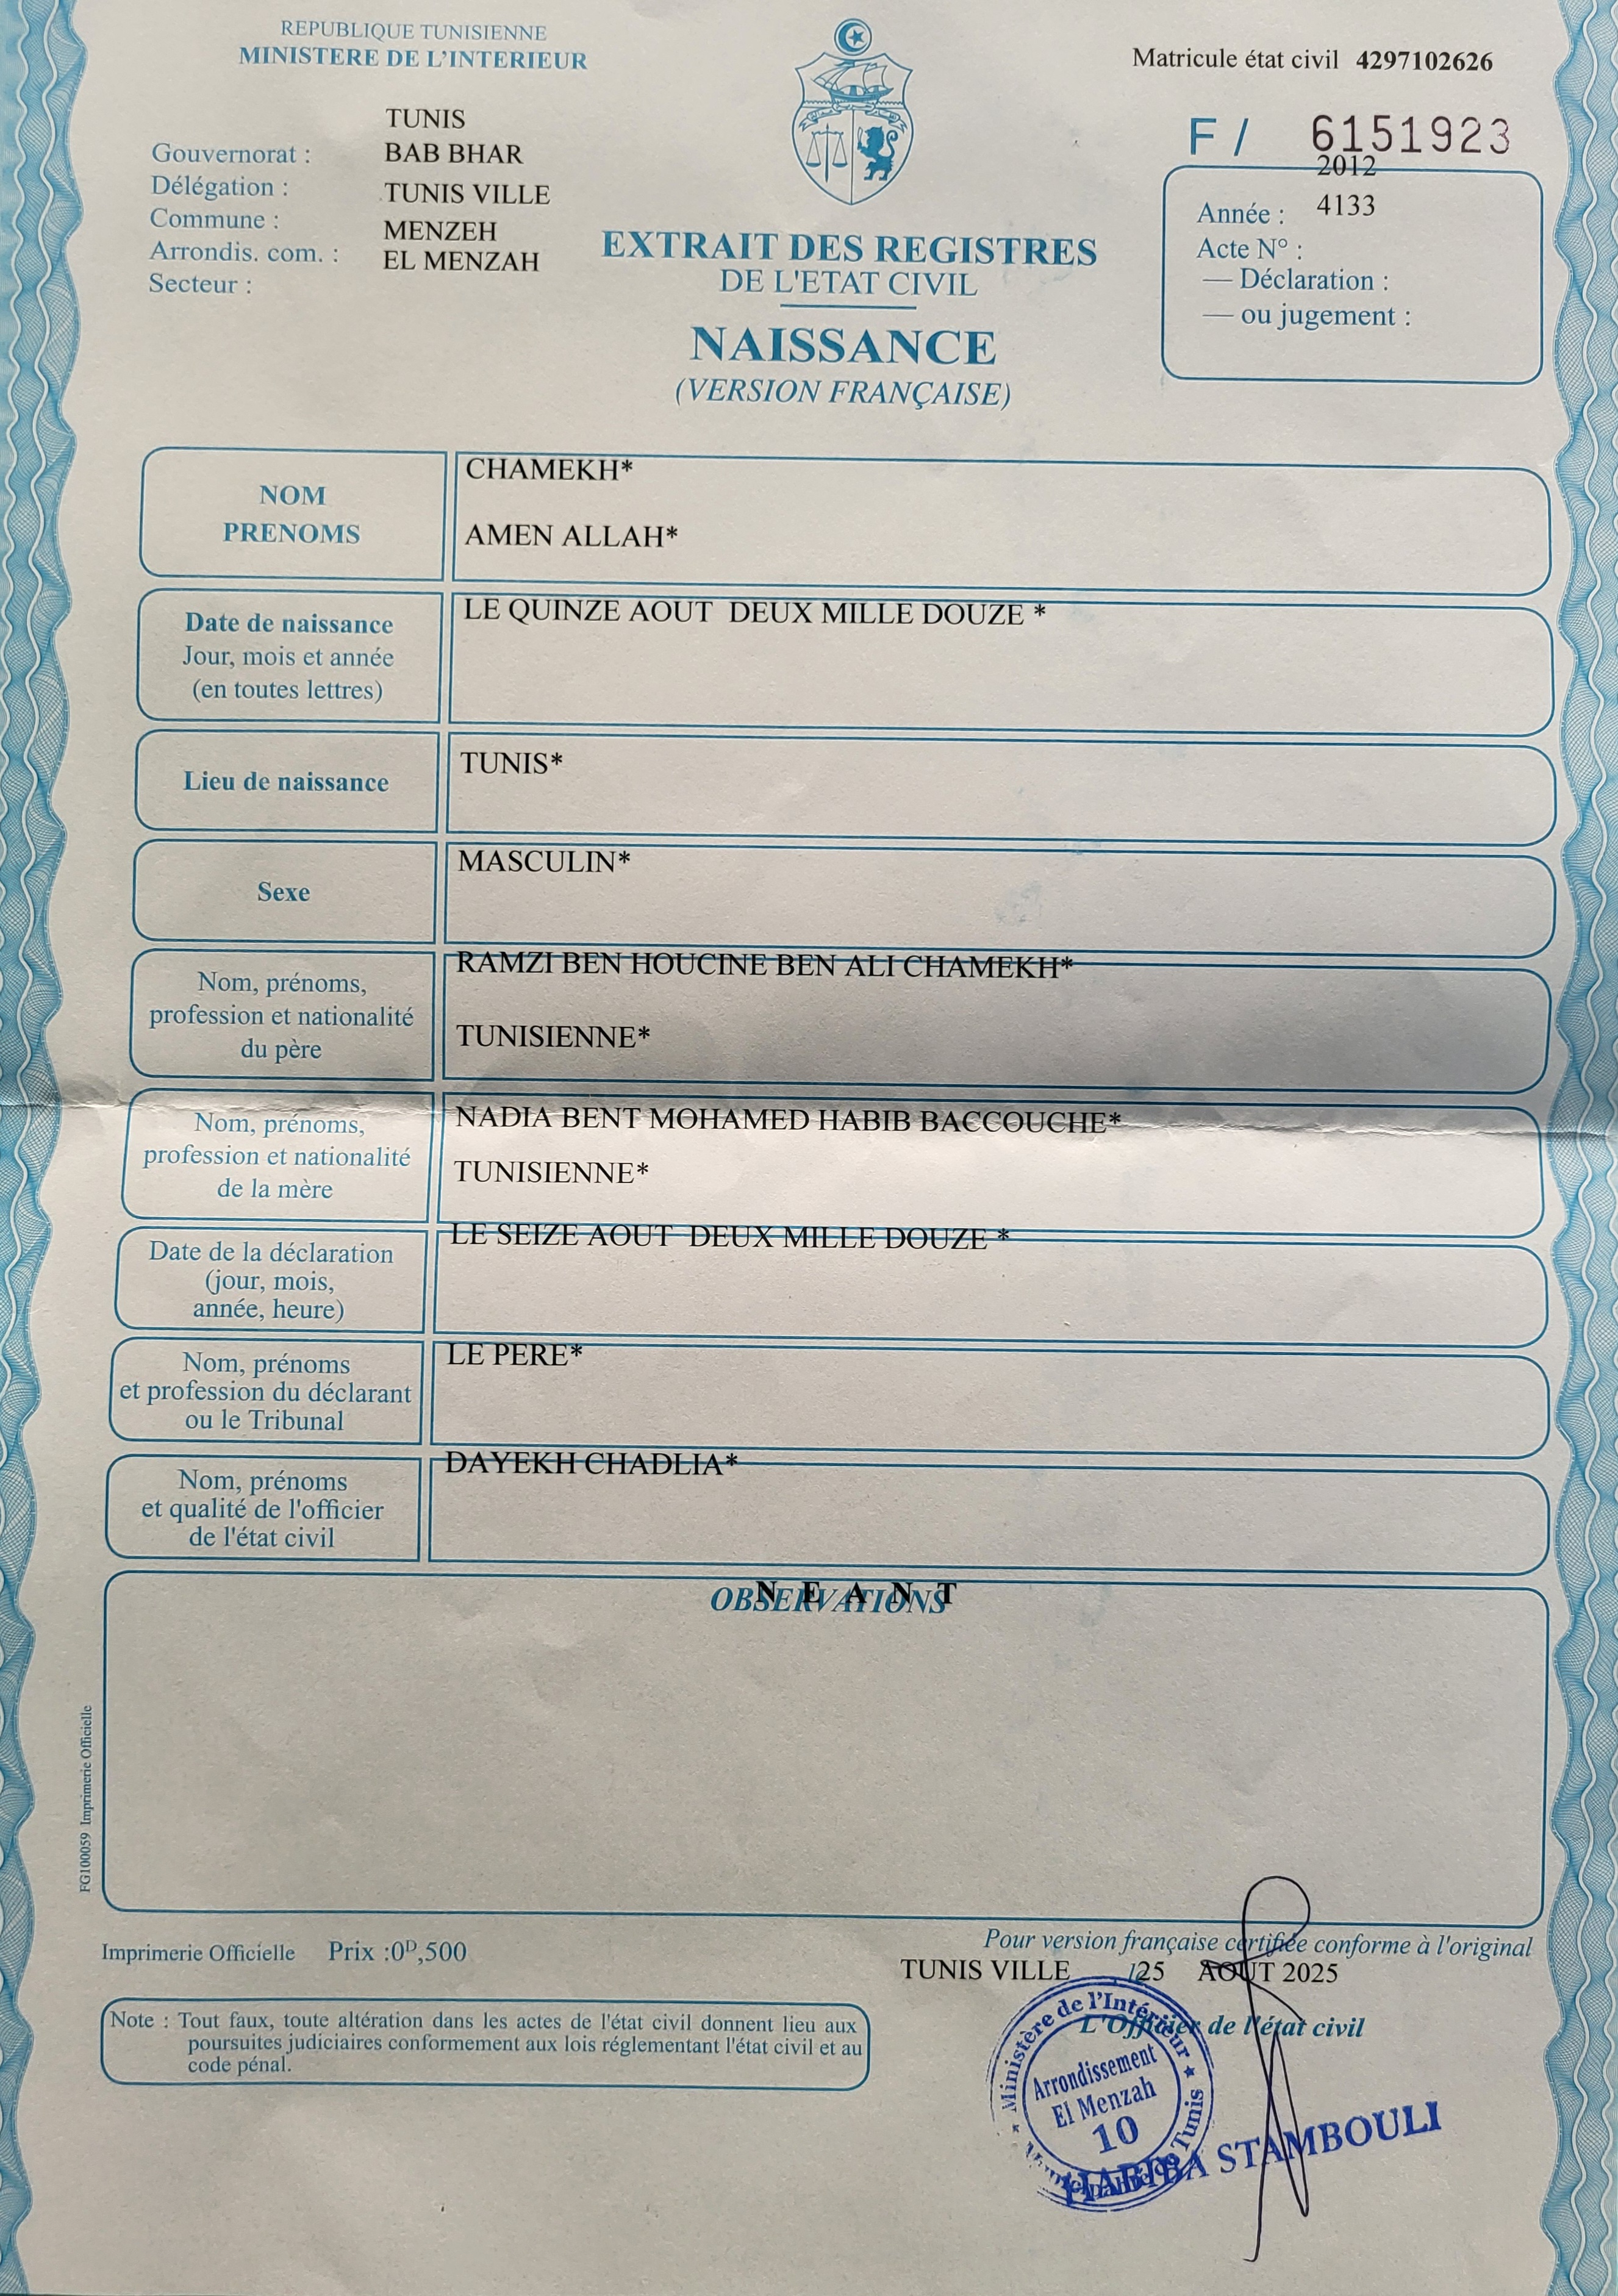 REPUBLIQUE TUNISIENNE
MINISTERE DE L'INTERIEUR
Matricule état civil 4297102626
F / 6151923
TUNIS
Gouvernorat : BAB BHAR
Délégation : TUNIS VILLE
Commune : MENZEH
Arrondis. com. : EL MENZAH
Secteur :
2012
Année : 4133
Acte N° :
— Déclaration :
— ou jugement :
EXTRAIT DES REGISTRES
DE L'ETAT CIVIL
NAISSANCE
(VERSION FRANÇAISE)
NOM
PRENOMS
CHAMEKH*
AMEN ALLAH*
Date de naissance
Jour, mois et année
(en toutes lettres)
LE QUINZE AOUT DEUX MILLE DOUZE *
Lieu de naissance
TUNIS*
Sexe
MASCULIN*
Nom, prénoms,
profession et nationalité
du père
RAMZI BEN HOUCINE BEN ALI CHAMEKH*
TUNISIENNE*
Nom, prénoms,
profession et nationalité
de la mère
NADIA BENT MOHAMED HABIB BACCOUCHE*
TUNISIENNE*
Date de la déclaration
(jour, mois,
année, heure)
LE SEIZE AOUT DEUX MILLE DOUZE *
Nom, prénoms
et profession du déclarant
ou le Tribunal
LE PERE*
Nom, prénoms
et qualité de l'officier
de l'état civil
DAYEKH CHADLIA*
OBSERVATIONS
N E A N T
FG100059 Imprimerie Officielle
Imprimerie Officielle Prix :0D,500
Pour version française certifiée conforme à l'original
TUNIS VILLE 25 AOUT 2025
L'Officier de l'état civil
Note : Tout faux, toute altération dans les actes de l'état civil donnent lieu aux
poursuites judiciaires conformement aux lois réglementant l'état civil et au
code pénal.
Ministère de l'Intérieur
Arrondissement
El Menzah
10
Tunis
HABIBA STAMBOULI